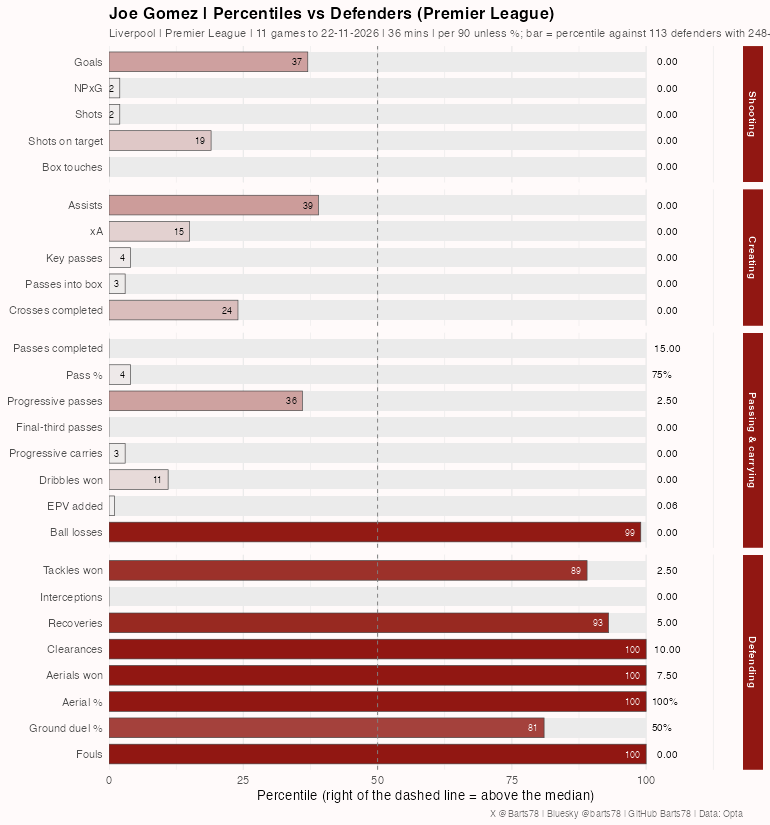 Joe Gomez | Percentiles vs Defenders (Premier League)
Liverpool | Premier League | 11 games to 22-11-2026 | 36 mins | per 90 unless %; bar = percentile against 113 defenders with 248-
Goals 37 0.00
NPxG 2 0.00
Shots 2 0.00
Shots on target 19 0.00
Box touches 0.00
Shooting
Assists 39 0.00
xA 15 0.00
Key passes 4 0.00
Passes into box 3 0.00
Crosses completed 24 0.00
Creating
Passes completed 15.00
Pass % 4 75%
Progressive passes 36 2.50
Final-third passes 0.00
Progressive carries 3 0.00
Dribbles won 11 0.00
EPV added 0.06
Ball losses 99 0.00
Passing & carrying
Tackles won 89 2.50
Interceptions 0.00
Recoveries 93 5.00
Clearances 100 10.00
Aerials won 100 7.50
Aerial % 100 100%
Ground duel % 81 50%
Fouls 100 0.00
Defending
0 25 50 75 100
Percentile (right of the dashed line = above the median)
X @Barts78 | Bluesky @barts78 | GitHub Barts78 | Data: Opta